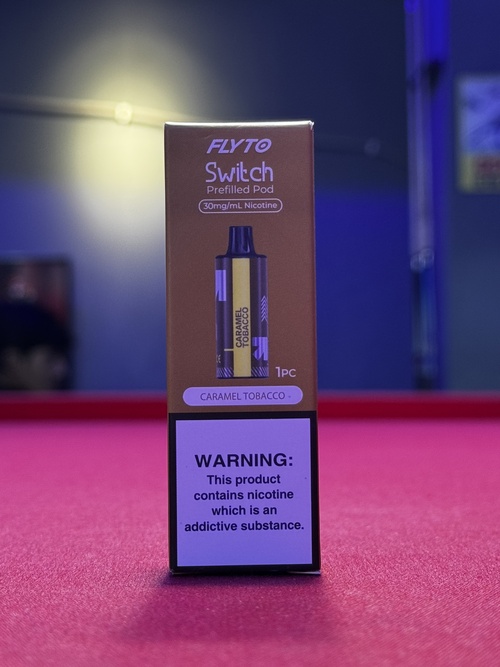 FLYTO
Switch
Prefilled Pod
30mg/mL Nicotine
CARAMEL
TOBACCO
1PC
CARAMEL TOBACCO -
WARNING:
This product
contains nicotine
which is an
addictive substance.